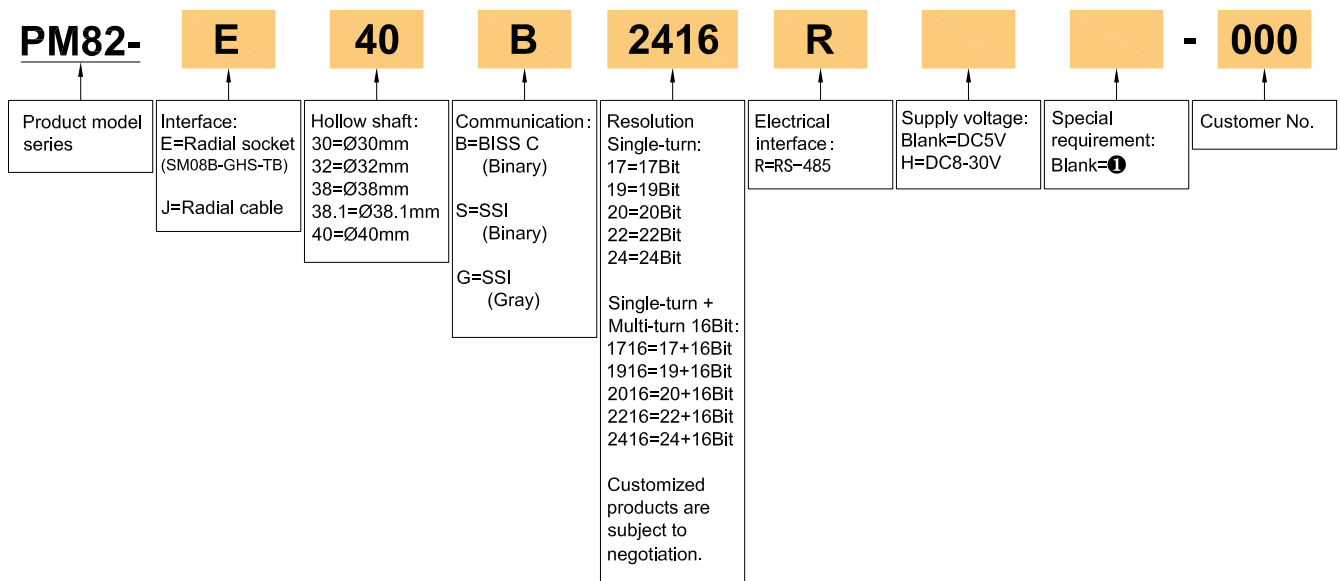 PM82- E 40 B 2416 R - 000
Product model
series
Interface:
E=Radial socket
(SM08B-GHS-TB)
J=Radial cable
Hollow shaft:
30=Ø30mm
32=Ø32mm
38=Ø38mm
38.1=Ø38.1mm
40=Ø40mm
Communication:
B=BISS C
(Binary)
S=SSI
(Binary)
G=SSI
(Gray)
Resolution
Single-turn:
17=17Bit
19=19Bit
20=20Bit
22=22Bit
24=24Bit
Single-turn +
Multi-turn 16Bit:
1716=17+16Bit
1916=19+16Bit
2016=20+16Bit
2216=22+16Bit
2416=24+16Bit
Customized
products are
subject to
negotiation.
Electrical
interface:
R=RS-485
Supply voltage:
Blank=DC5V
H=DC8-30V
Special
requirement:
Blank=❶
Customer No.